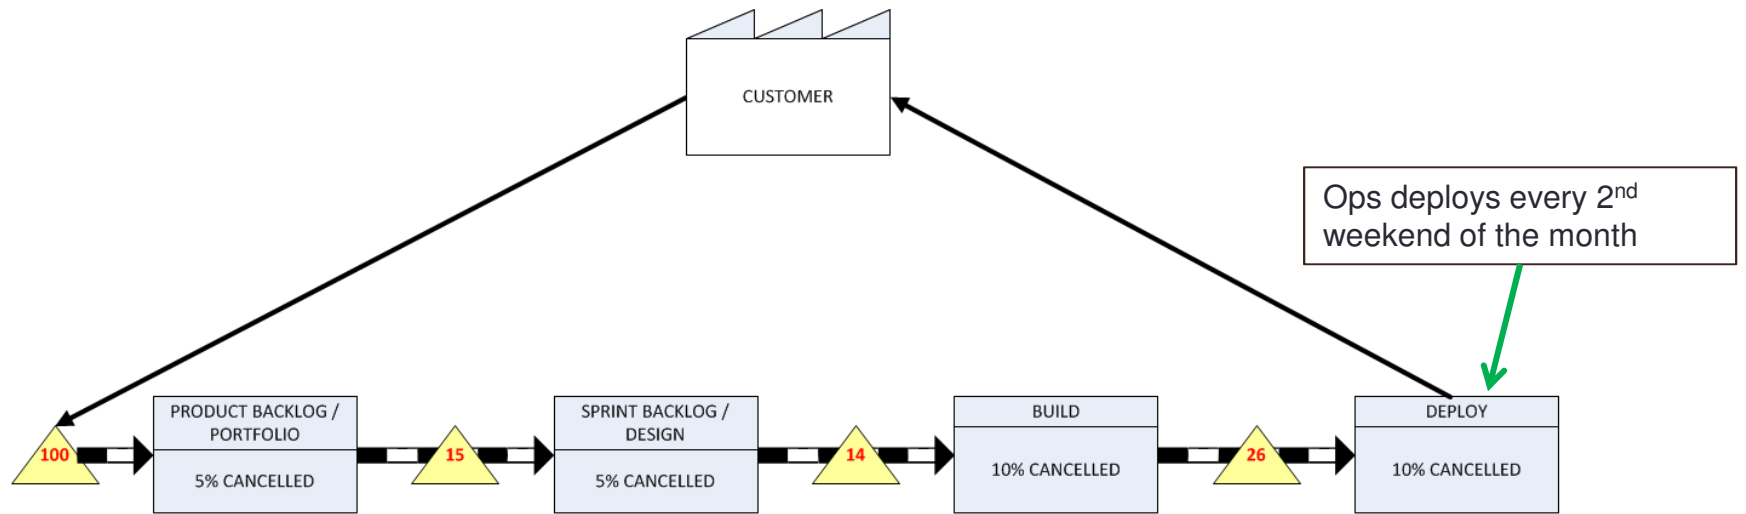 CUSTOMER
Ops deploys every 2nd
weekend of the month
PRODUCT BACKLOG /
PORTFOLIO
SPRINT BACKLOG /
DESIGN
BUILD
DEPLOY
100
15
14
26
5% CANCELLED
5% CANCELLED
10% CANCELLED
10% CANCELLED